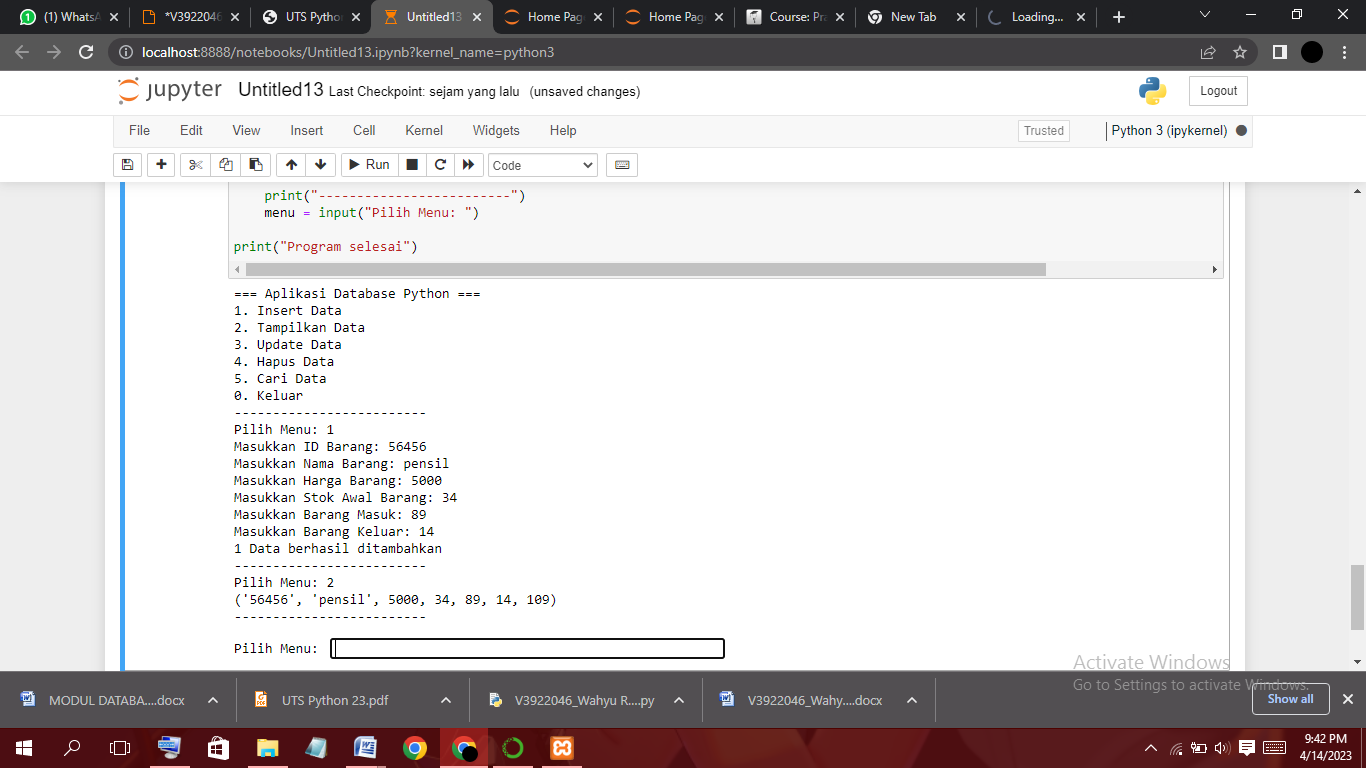 (1) WhatsA
*V3922046
UTS Pytho
Untitled13
Home Pag
Home Pag
Course: Pra
New Tab
Loading...
localhost:8888/notebooks/Untitled13.ipynb?kernel_name=python3
jupyter Untitled13 Last Checkpoint: sejam yang lalu (unsaved changes)
Logout
File Edit View Insert Cell Kernel Widgets Help
Trusted Python 3 (ipykernel)
Run Code
print("-------------------------")
menu = input("Pilih Menu: ")
print("Program selesai")
=== Aplikasi Database Python ===
1. Insert Data
2. Tampilkan Data
3. Update Data
4. Hapus Data
5. Cari Data
0. Keluar
-------------------------
Pilih Menu: 1
Masukkan ID Barang: 56456
Masukkan Nama Barang: pensil
Masukkan Harga Barang: 5000
Masukkan Stok Awal Barang: 34
Masukkan Barang Masuk: 89
Masukkan Barang Keluar: 14
1 Data berhasil ditambahkan
-------------------------
Pilih Menu: 2
('56456', 'pensil', 5000, 34, 89, 14, 109)
-------------------------
Pilih Menu:
Activate Windows
Go to Settings to activate Windows.
MODUL DATABA....docx
UTS Python 23.pdf
V3922046_Wahyu R....py
V3922046_Wahy....docx
Show all
9:42 PM
4/14/2023